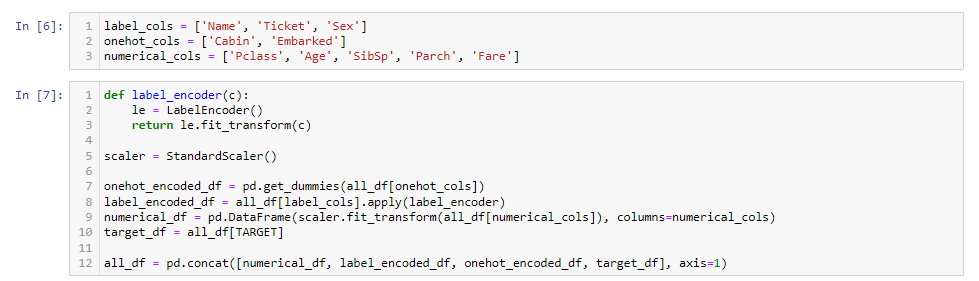 In [6]:
1 label_cols = ['Name', 'Ticket', 'Sex']
2 onehot_cols = ['Cabin', 'Embarked']
3 numerical_cols = ['Pclass', 'Age', 'SibSp', 'Parch', 'Fare']
In [7]:
1 def label_encoder(c):
2     le = LabelEncoder()
3     return le.fit_transform(c)
4
5 scaler = StandardScaler()
6
7 onehot_encoded_df = pd.get_dummies(all_df[onehot_cols])
8 label_encoded_df = all_df[label_cols].apply(label_encoder)
9 numerical_df = pd.DataFrame(scaler.fit_transform(all_df[numerical_cols]), columns=numerical_cols)
10 target_df = all_df[TARGET]
11
12 all_df = pd.concat([numerical_df, label_encoded_df, onehot_encoded_df, target_df], axis=1)